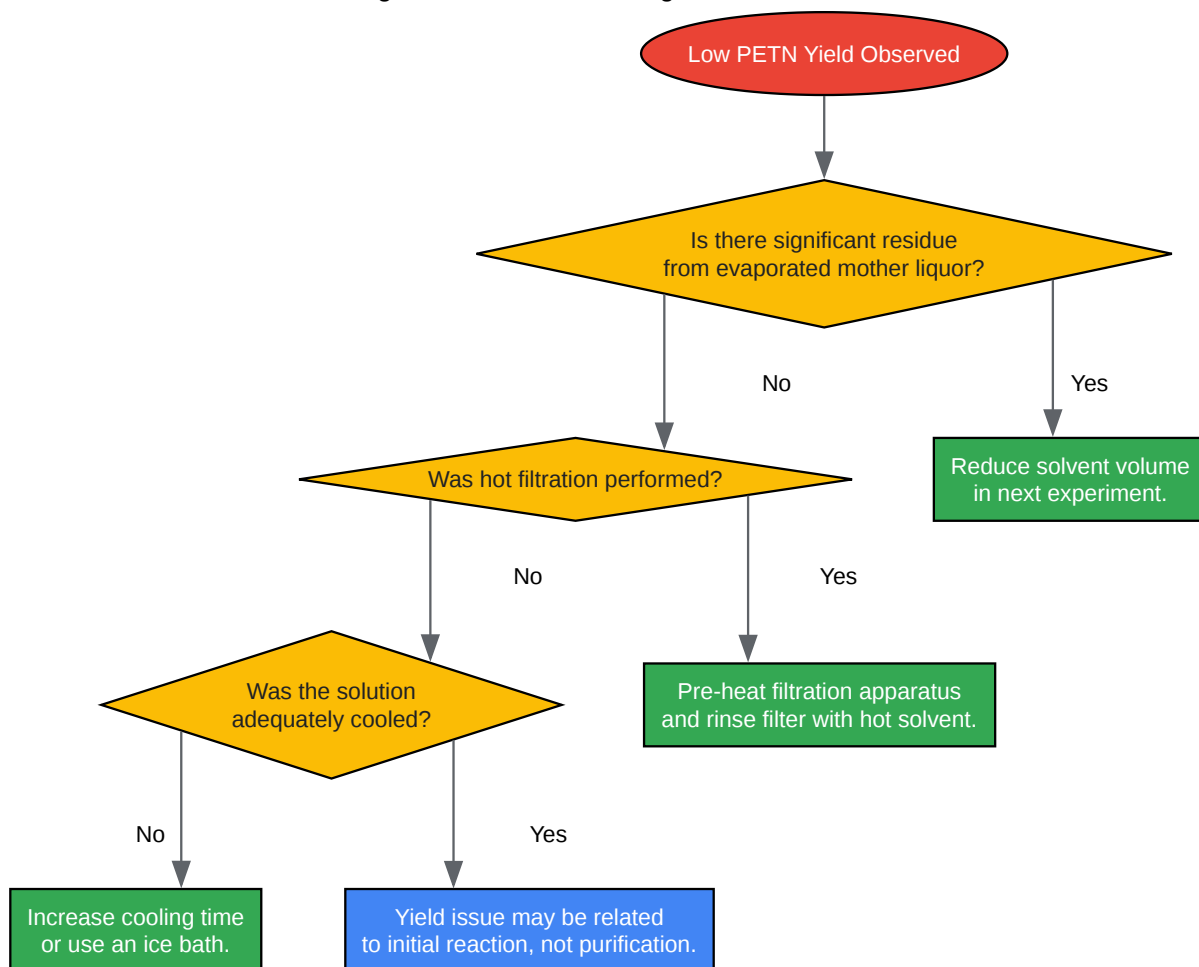 Low PETN Yield Observed
Is there significant residue
from evaporated mother liquor?
No
Yes
Was hot filtration performed?
Reduce solvent volume
in next experiment.
No
Yes
Was the solution
adequately cooled?
Pre-heat filtration apparatus
and rinse filter with hot solvent.
No
Yes
Increase cooling time
or use an ice bath.
Yield issue may be related
to initial reaction, not purification.